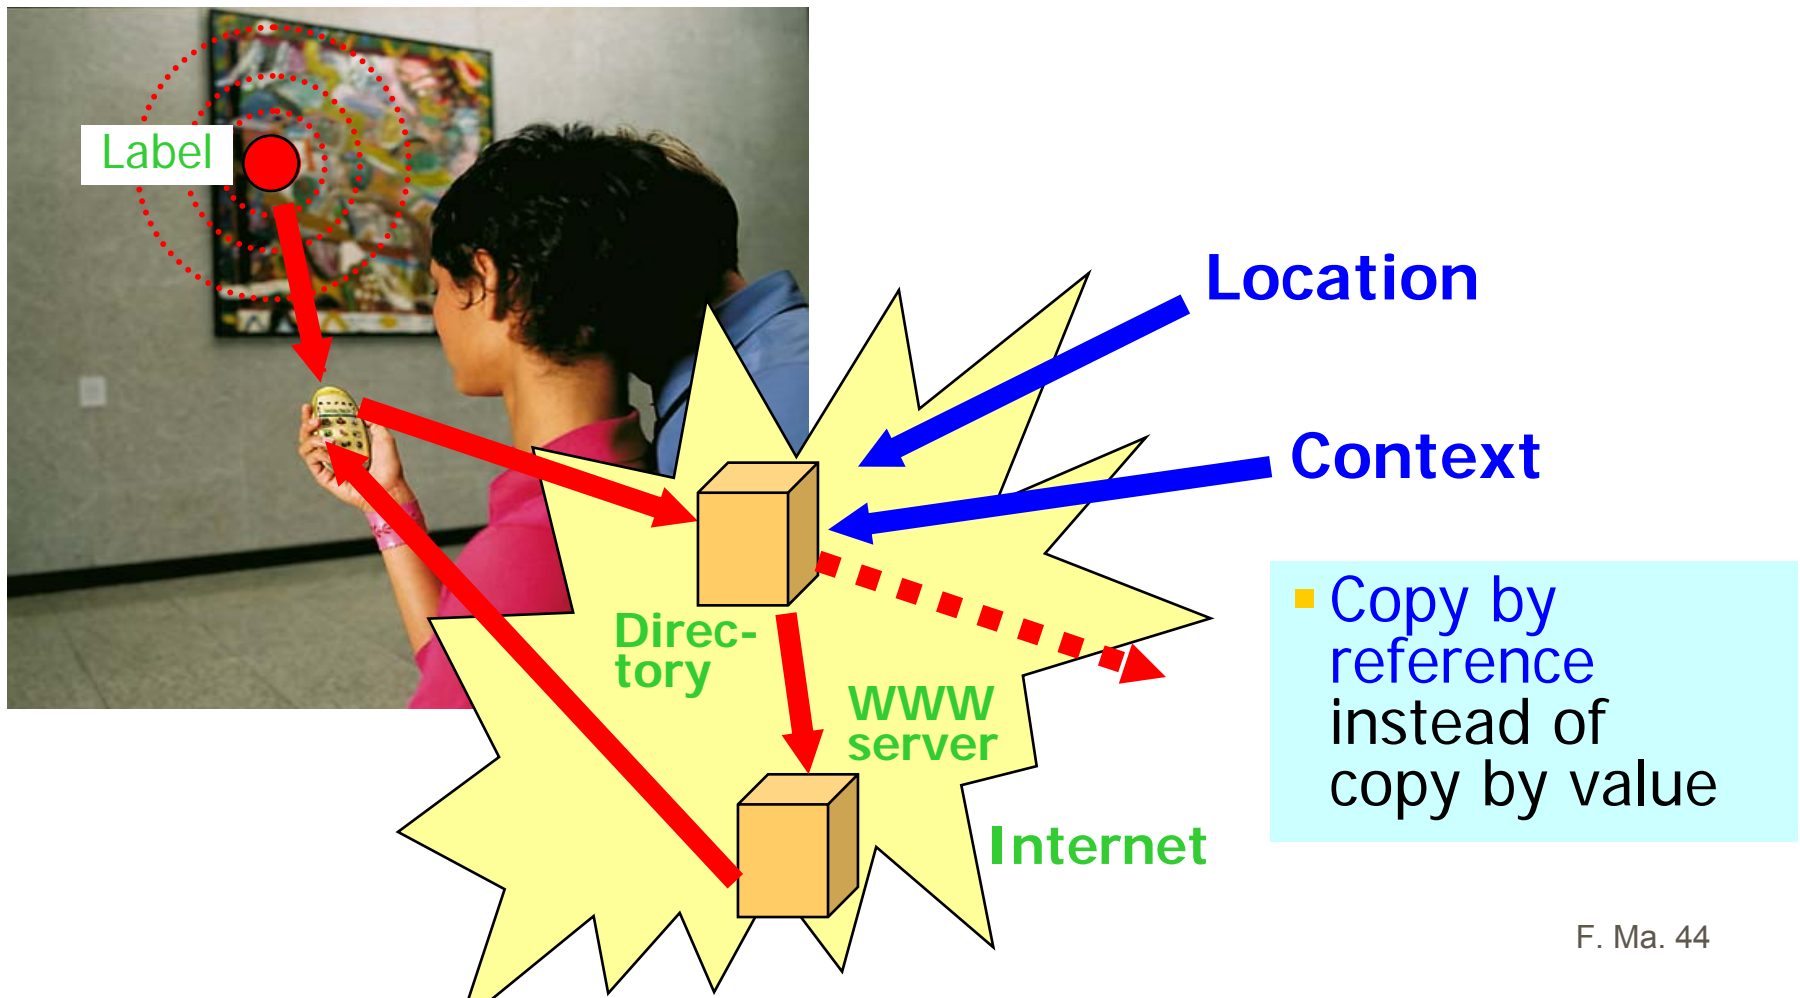 Label
Location
Context
Direc-
tory
WWW
server
Internet
Copy by
reference
instead of
copy by value
F. Ma. 44